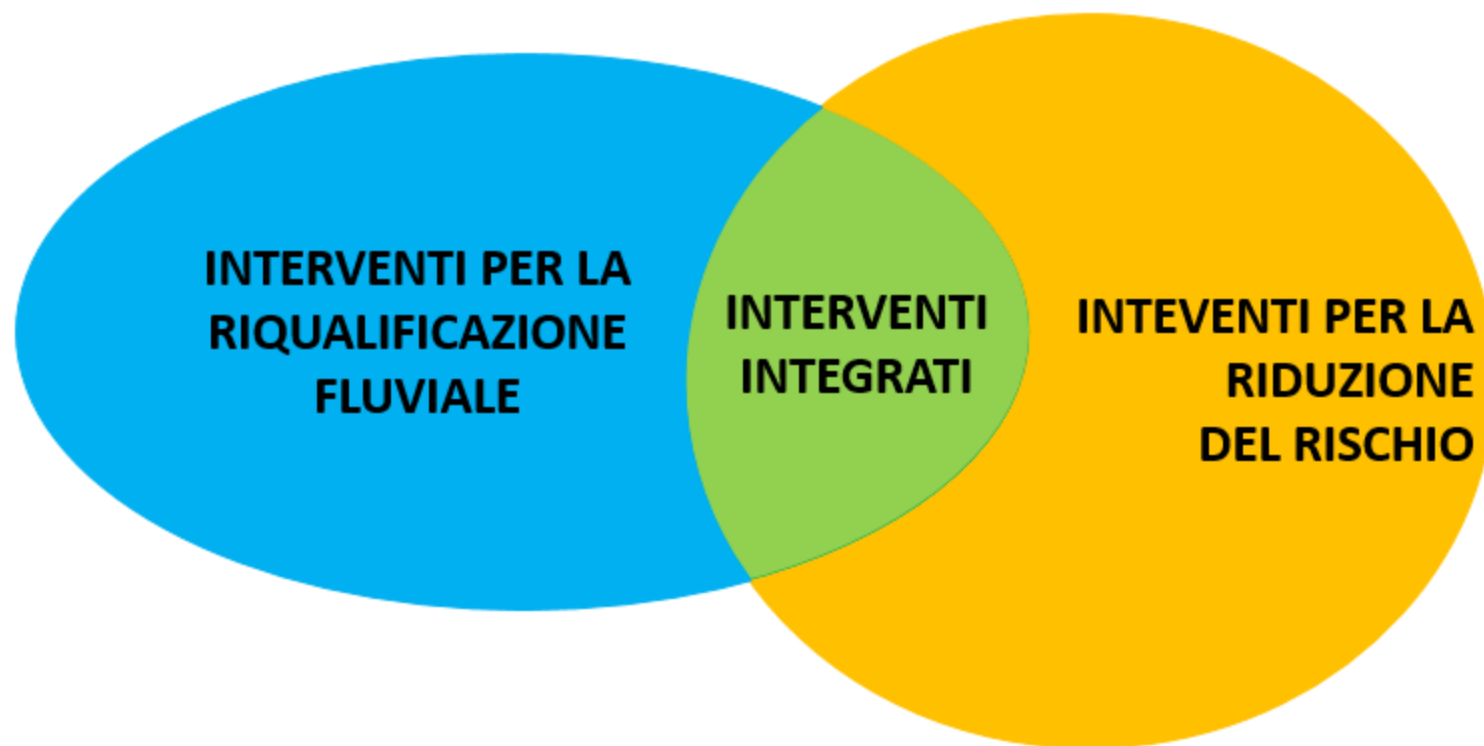 INTERVENTI PER LA
RIQUALIFICAZIONE
FLUVIALE
INTERVENTI
INTEGRATI
INTEVENTI PER LA
RIDUZIONE
DEL RISCHIO